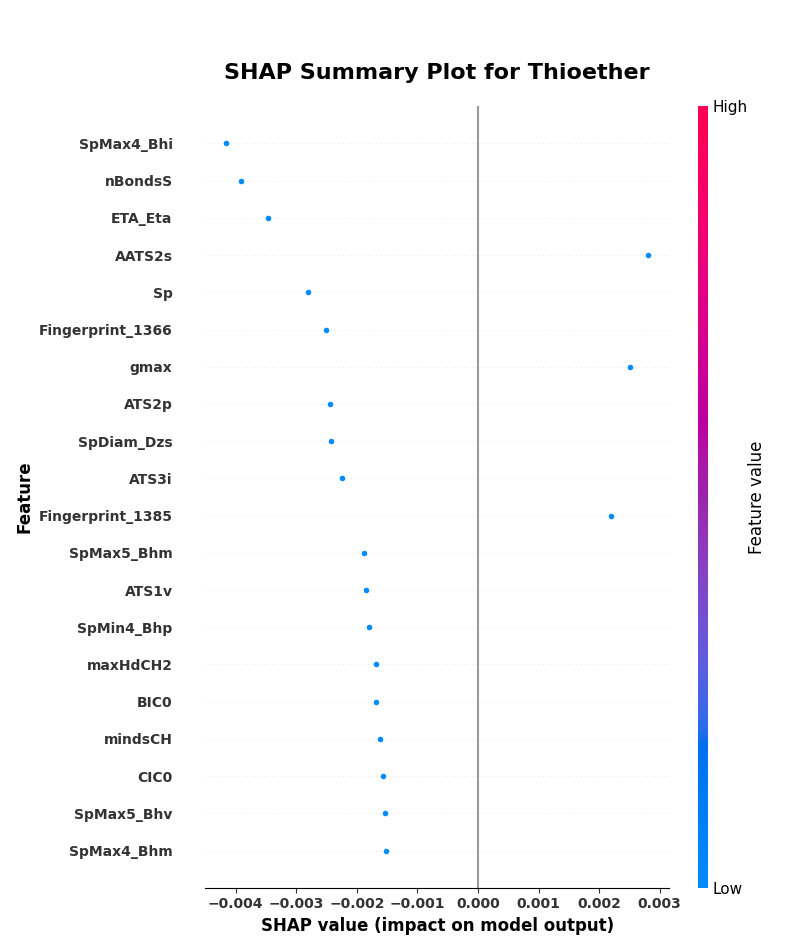 SHAP Summary Plot for Thioether
High
SpMax4_Bhi
nBondsS
ETA_Eta
AATS2s
Sp
Fingerprint_1366
gmax
ATS2p
SpDiam_Dzs
ATS3i
Fingerprint_1385
SpMax5_Bhm
ATS1v
SpMin4_Bhp
maxHdCH2
BIC0
mindsCH
CIC0
SpMax5_Bhv
SpMax4_Bhm
Feature
Feature value
Low
−0.004 −0.003 −0.002 −0.001 0.000 0.001 0.002 0.003
SHAP value (impact on model output)